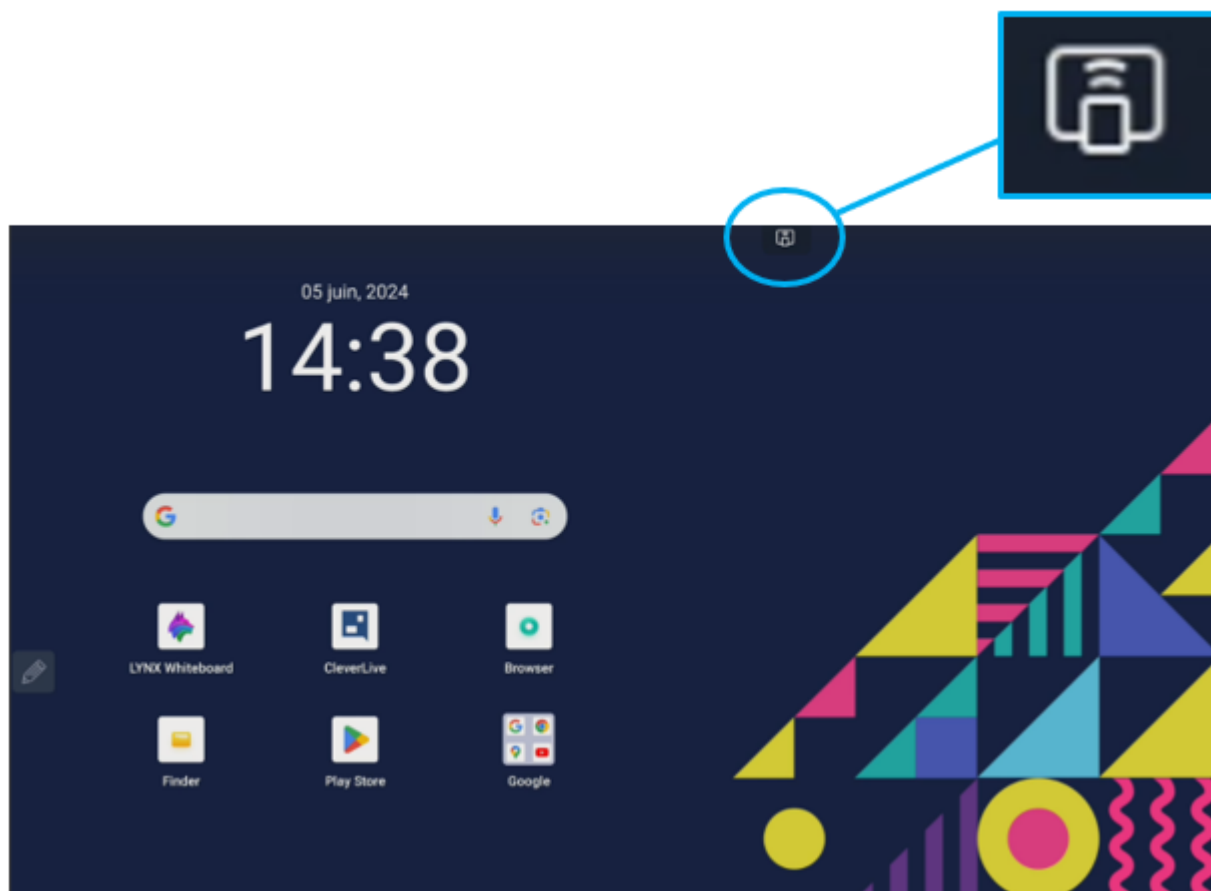 05 juin, 2024
14:38
LYNX Whiteboard
CleverLive
Browser
Finder
Play Store
Google